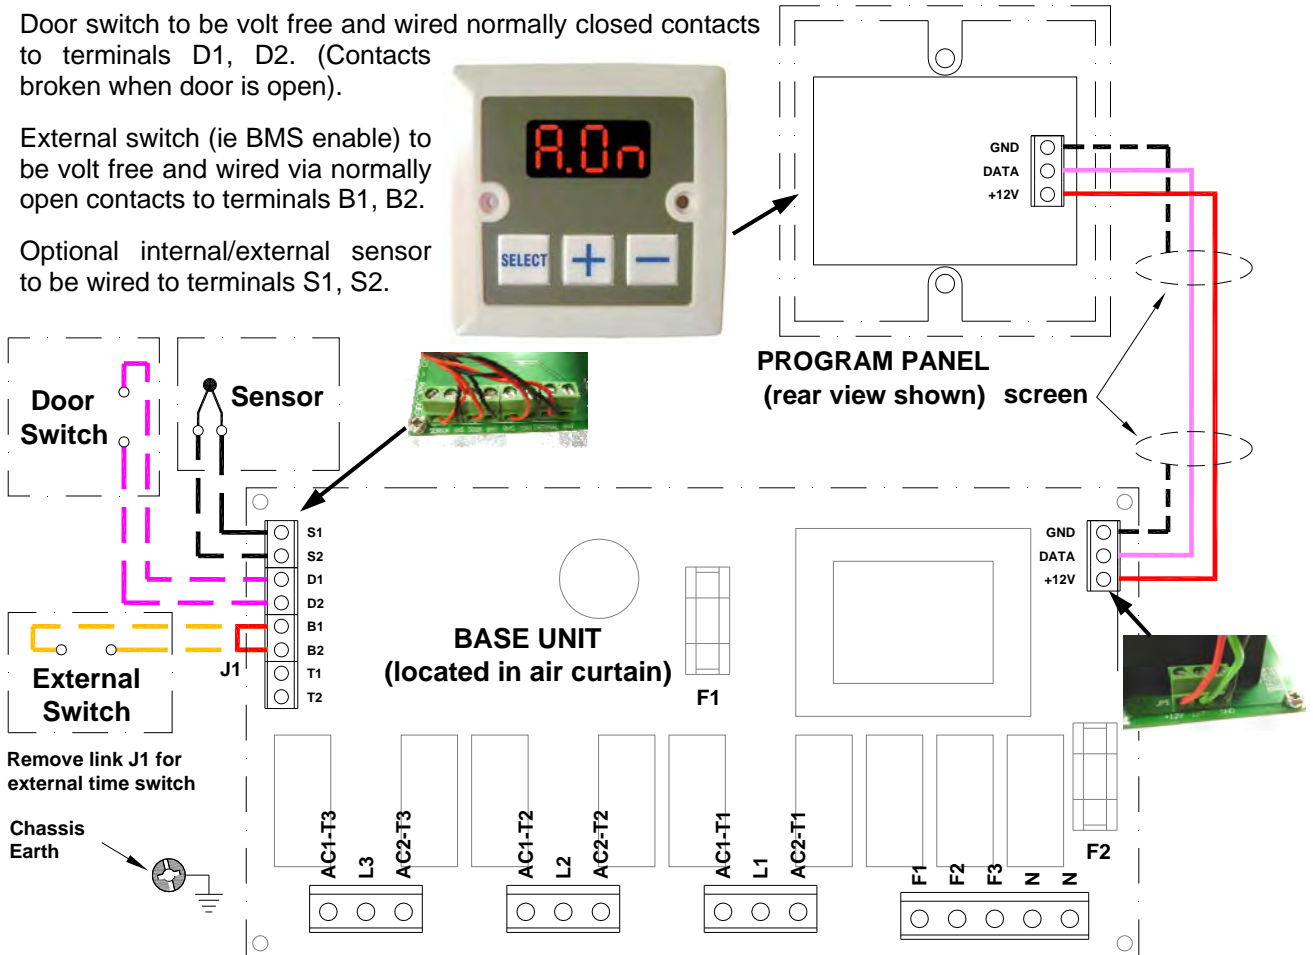 Door switch to be volt free and wired normally closed contacts
to terminals D1, D2. (Contacts
broken when door is open).
External switch (ie BMS enable) to
be volt free and wired via normally
open contacts to terminals B1, B2.
Optional internal/external sensor
to be wired to terminals S1, S2.
A.On
SELECT
+
−
GND
DATA
+12V
PROGRAM PANEL
(rear view shown)
screen
Door
Switch
Sensor
S1
S2
D1
D2
B1
B2
T1
T2
J1
External
Switch
Remove link J1 for
external time switch
Chassis
Earth
BASE UNIT
(located in air curtain)
F1
GND
DATA
+12V
JP5
+12V
GND
F2
AC1-T3
L3
AC2-T3
AC1-T2
L2
AC2-T2
AC1-T1
L1
AC2-T1
F1
F2
F3
N
N